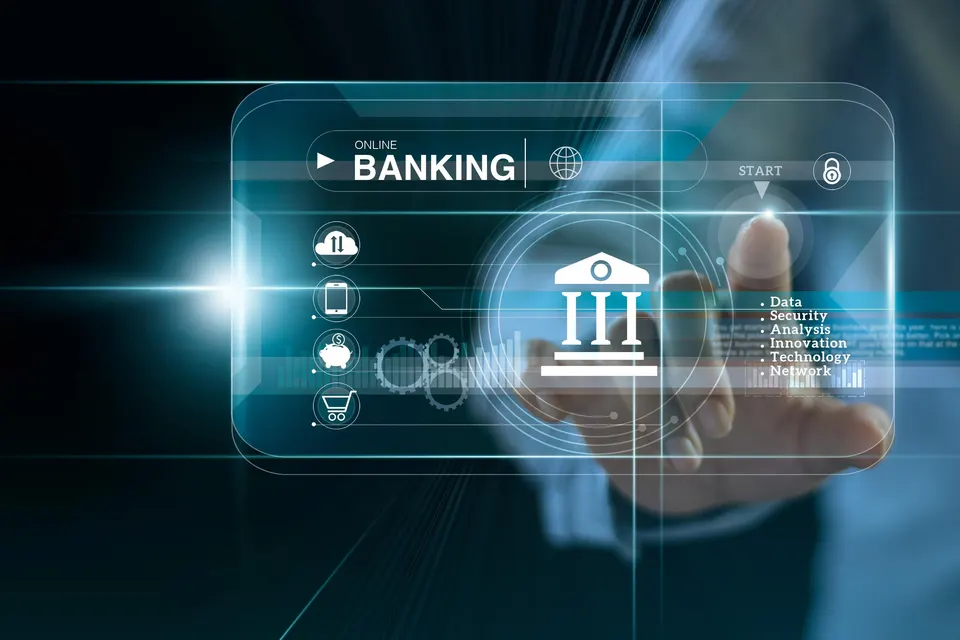 ONLINE
BANKING
START
Data
Security
Analysis
Innovation
Technology
Network